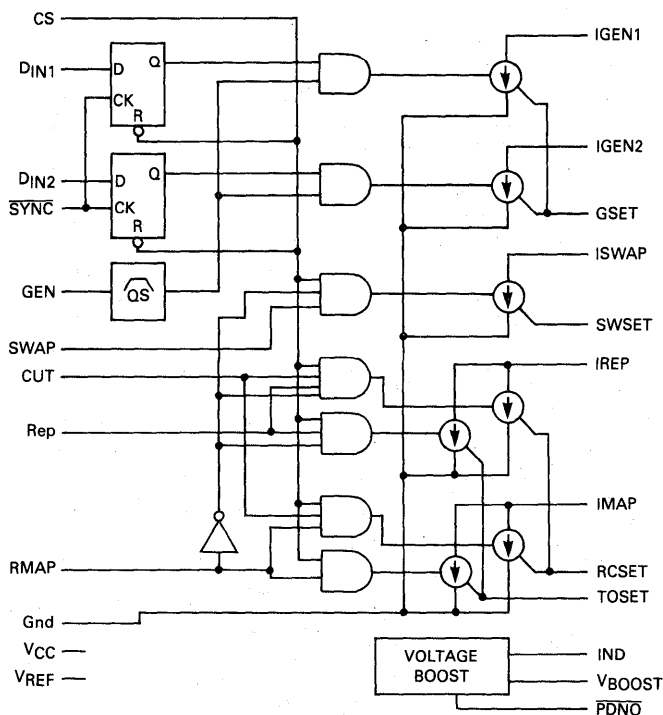 CS
IGEN1
DIN1
D
Q
CK
R
IGEN2
DIN2
D
Q
SYNC
CK
R
GSET
GEN
QS
ISWAP
SWAP
SWSET
CUT
IREP
Rep
IMAP
RMAP
RCSET
TOSET
Gnd
VCC
VREF
VOLTAGE
BOOST
IND
VBOOST
PDNO